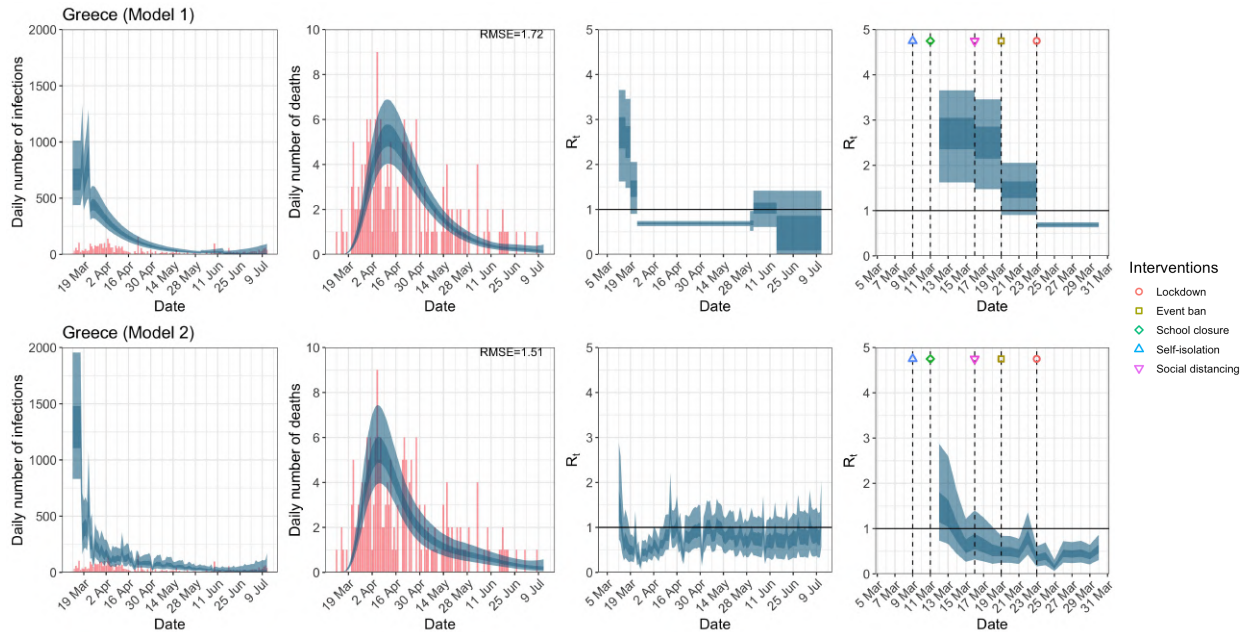 Greece (Model 1)
Daily number of infections
2000
1500
1000
500
0
19 Mar
2 Apr
16 Apr
30 Apr
14 May
28 May
11 Jun
25 Jun
9 Jul
Date
Daily number of deaths
10
8
6
4
2
0
RMSE=1.72
19 Mar
2 Apr
16 Apr
30 Apr
14 May
28 May
11 Jun
25 Jun
9 Jul
Date
Rt
5
4
3
2
1
0
5 Mar
19 Mar
2 Apr
16 Apr
30 Apr
14 May
28 May
11 Jun
25 Jun
9 Jul
Date
Rt
5
4
3
2
1
0
5 Mar
7 Mar
9 Mar
11 Mar
13 Mar
15 Mar
17 Mar
19 Mar
21 Mar
23 Mar
25 Mar
27 Mar
29 Mar
31 Mar
Date
Interventions
Lockdown
Event ban
School closure
Self-isolation
Social distancing
Greece (Model 2)
Daily number of infections
2000
1500
1000
500
0
19 Mar
2 Apr
16 Apr
30 Apr
14 May
28 May
11 Jun
25 Jun
9 Jul
Date
Daily number of deaths
10
8
6
4
2
0
RMSE=1.51
19 Mar
2 Apr
16 Apr
30 Apr
14 May
28 May
11 Jun
25 Jun
9 Jul
Date
Rt
5
4
3
2
1
0
5 Mar
19 Mar
2 Apr
16 Apr
30 Apr
14 May
28 May
11 Jun
25 Jun
9 Jul
Date
Rt
5
4
3
2
1
0
5 Mar
7 Mar
9 Mar
11 Mar
13 Mar
15 Mar
17 Mar
19 Mar
21 Mar
23 Mar
25 Mar
27 Mar
29 Mar
31 Mar
Date